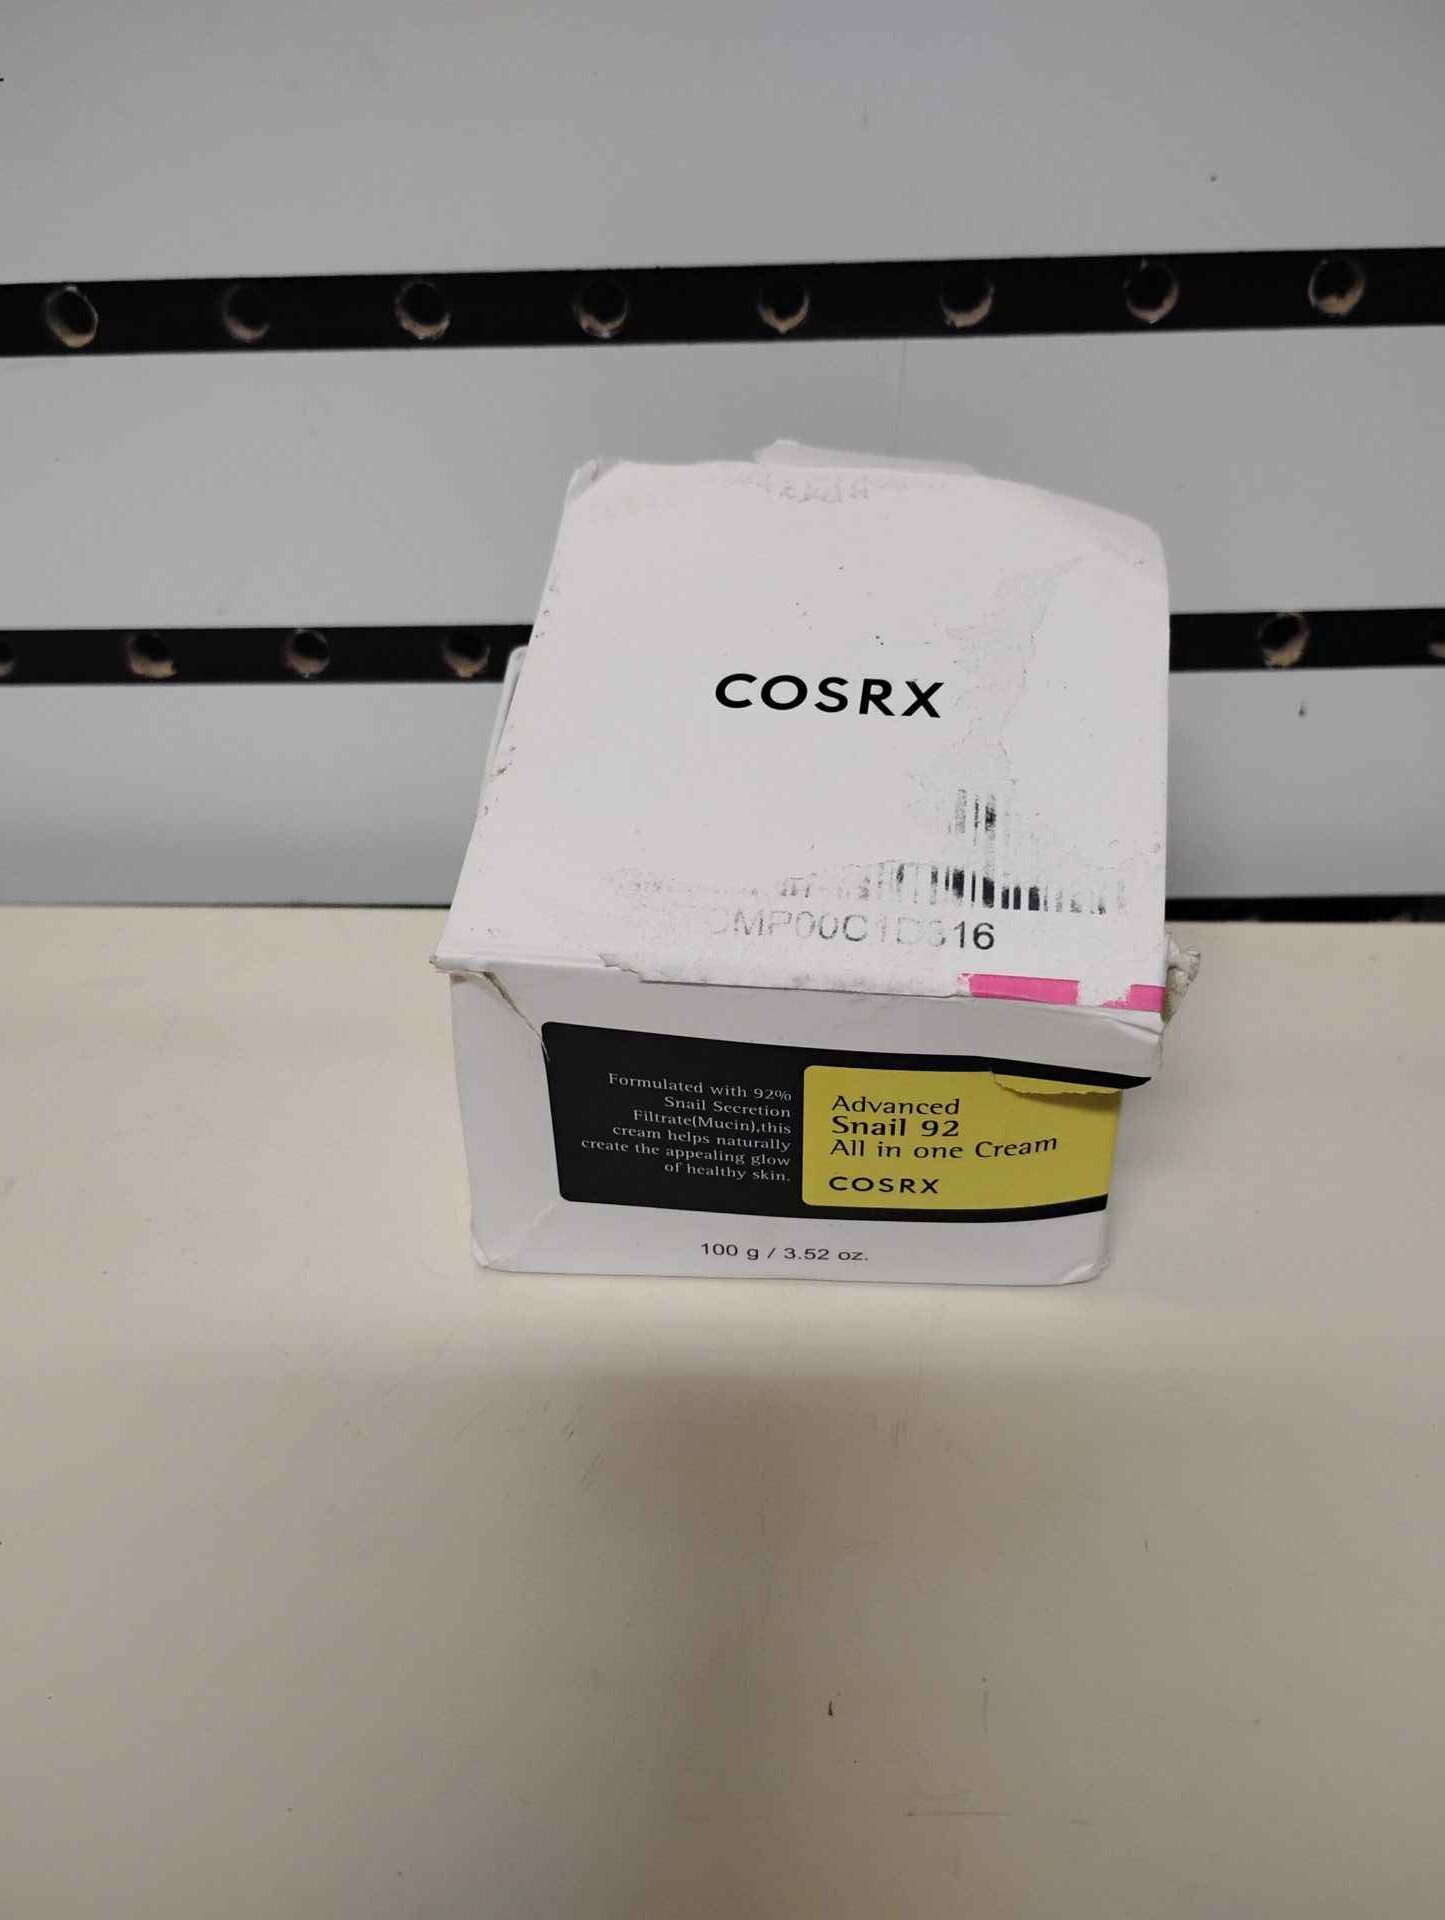 COSRX
16
Formulated with 92%
Snail Secretion
Filtrate(Mucin),this
cream helps naturally
create the appealing glow
of healthy skin.
Advanced
Snail 92
All in one Cream
COSRX
100 g / 3.52 oz.